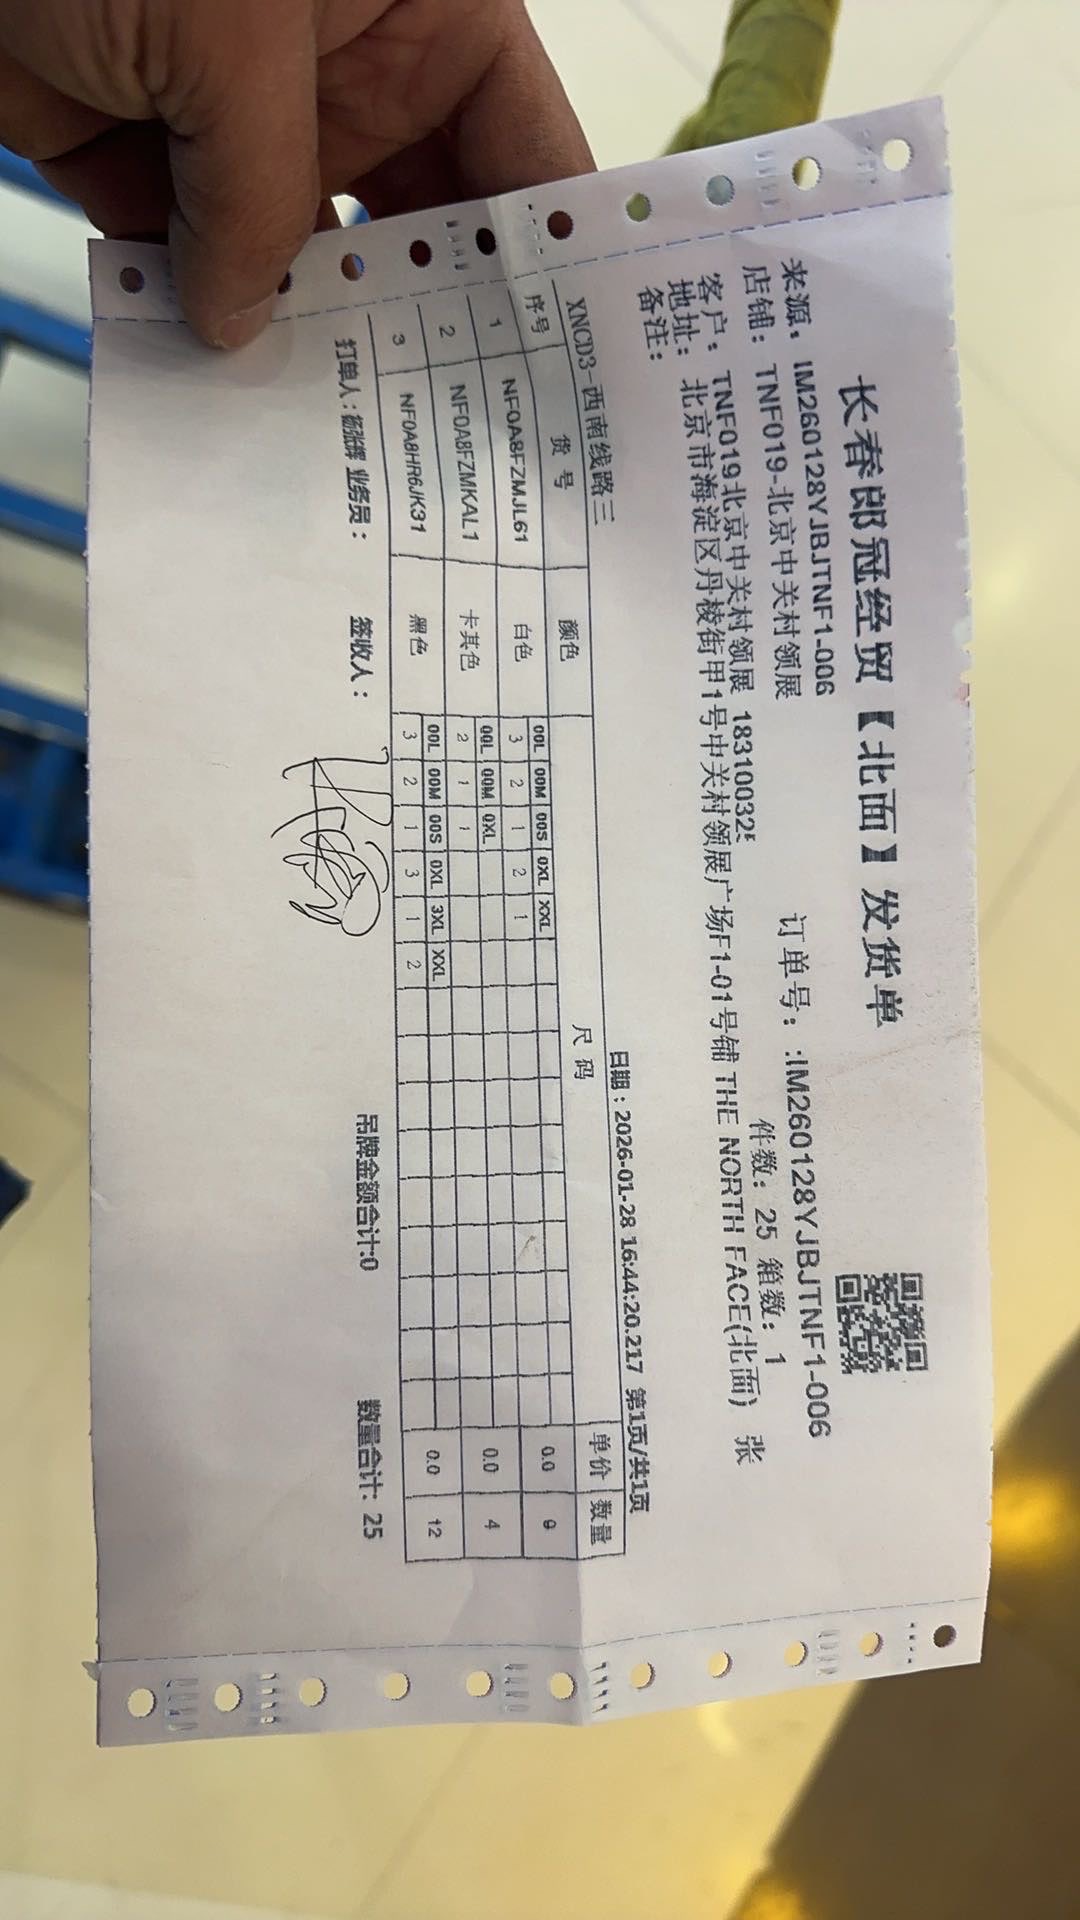 长春郎冠经贸【北面】发货单
来源: IM260128YJBJTNF1-006 订单号: :IM260128YJBJTNF1-006
店铺: TNF019-北京中关村领展 件数: 25 箱数: 1
客户: TNF019北京中关村领展 18310032 张
地址: 北京市海淀区丹棱街甲1号中关村领展广场F1-01号铺 THE NORTH FACE(北面)
备注:
XNCD3-西南线路三 日期: 2026-01-28 16:44:20.217 第1页/共1页
序号 货号 颜色 尺码 单价 数量
00L 00M 00S 0XL XXL
1 NF0A8FZMJL61 白色 3 2 1 2 1 0.0 9
00L 00M 0XL
2 NF0A8FZMKAL1 卡其色 2 1 1 0.0 4
00L 00M 00S 0XL 3XL XXL
3 NF0A8HR6JK31 黑色 3 2 1 3 1 2 0.0 12
打单人: 杨张辉 业务员: 签收人: 吊牌金额合计:0 数量合计: 25